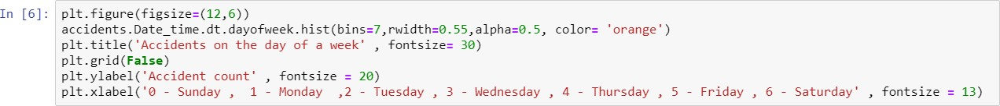 In [6]: plt.figure(figsize=(12,6))
accidents.Date_time.dt.dayofweek.hist(bins=7,rwidth=0.55,alpha=0.5, color= 'orange')
plt.title('Accidents on the day of a week' , fontsize= 30)
plt.grid(False)
plt.ylabel('Accident count' , fontsize = 20)
plt.xlabel('0 - Sunday ,  1 - Monday  ,2 - Tuesday , 3 - Wednesday , 4 - Thursday , 5 - Friday , 6 - Saturday' , fontsize = 13)